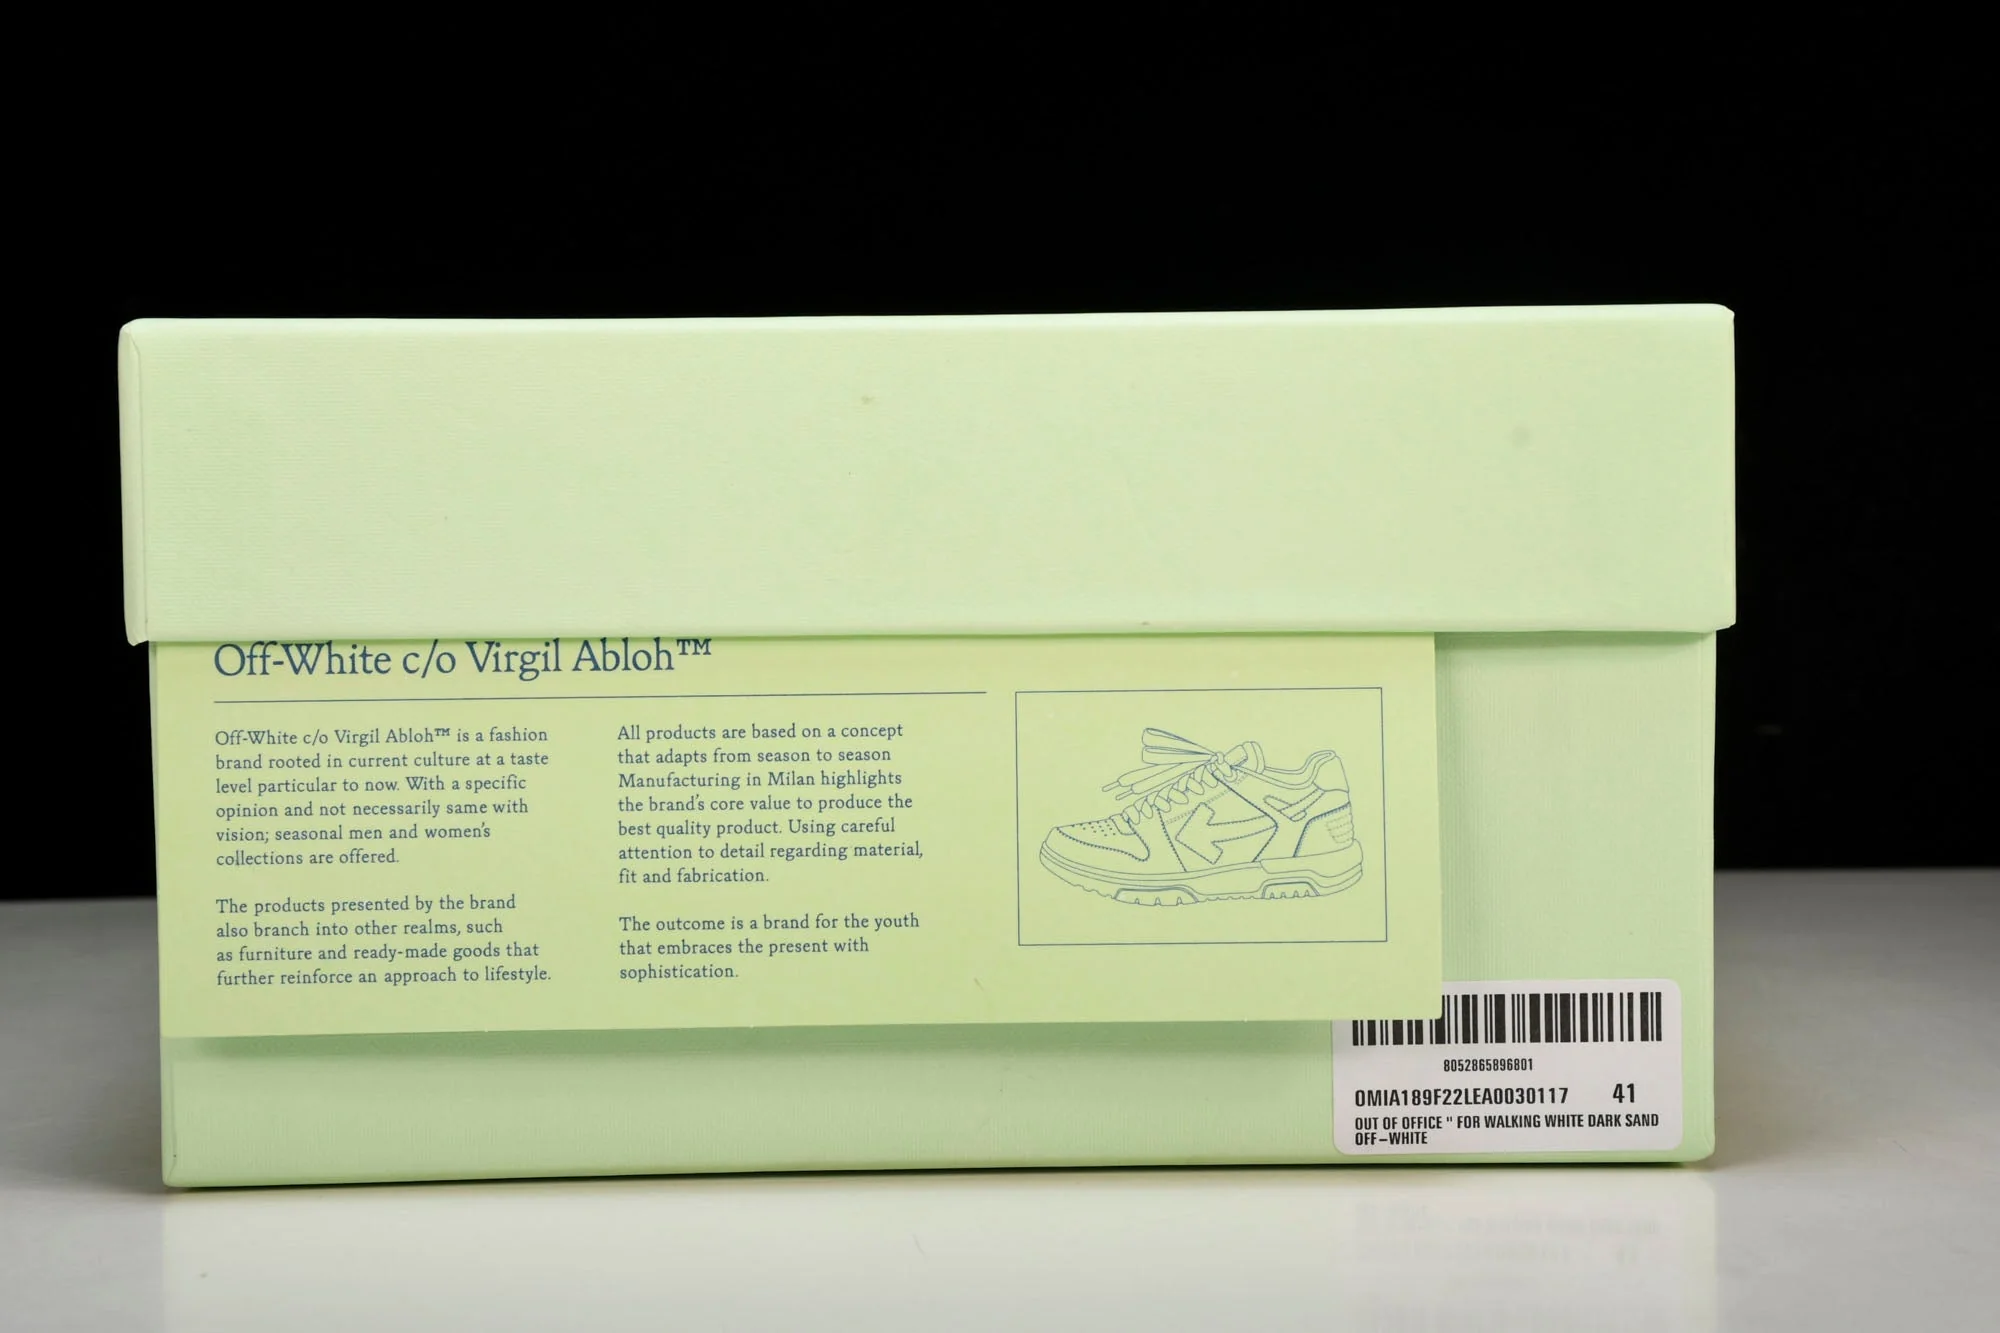 Off-White c/o Virgil Abloh™
Off-White c/o Virgil Abloh™ is a fashion
brand rooted in current culture at a taste
level particular to now. With a specific
opinion and not necessarily same with
vision; seasonal men and women's
collections are offered.
The products presented by the brand
also branch into other realms, such
as furniture and ready-made goods that
further reinforce an approach to lifestyle.
All products are based on a concept
that adapts from season to season
Manufacturing in Milan highlights
the brand's core value to produce the
best quality product. Using careful
attention to detail regarding material,
fit and fabrication.
The outcome is a brand for the youth
that embraces the present with
sophistication.
8052865896801
OMIA189F22LEA0030117 41
OUT OF OFFICE " FOR WALKING WHITE DARK SAND
OFF-WHITE